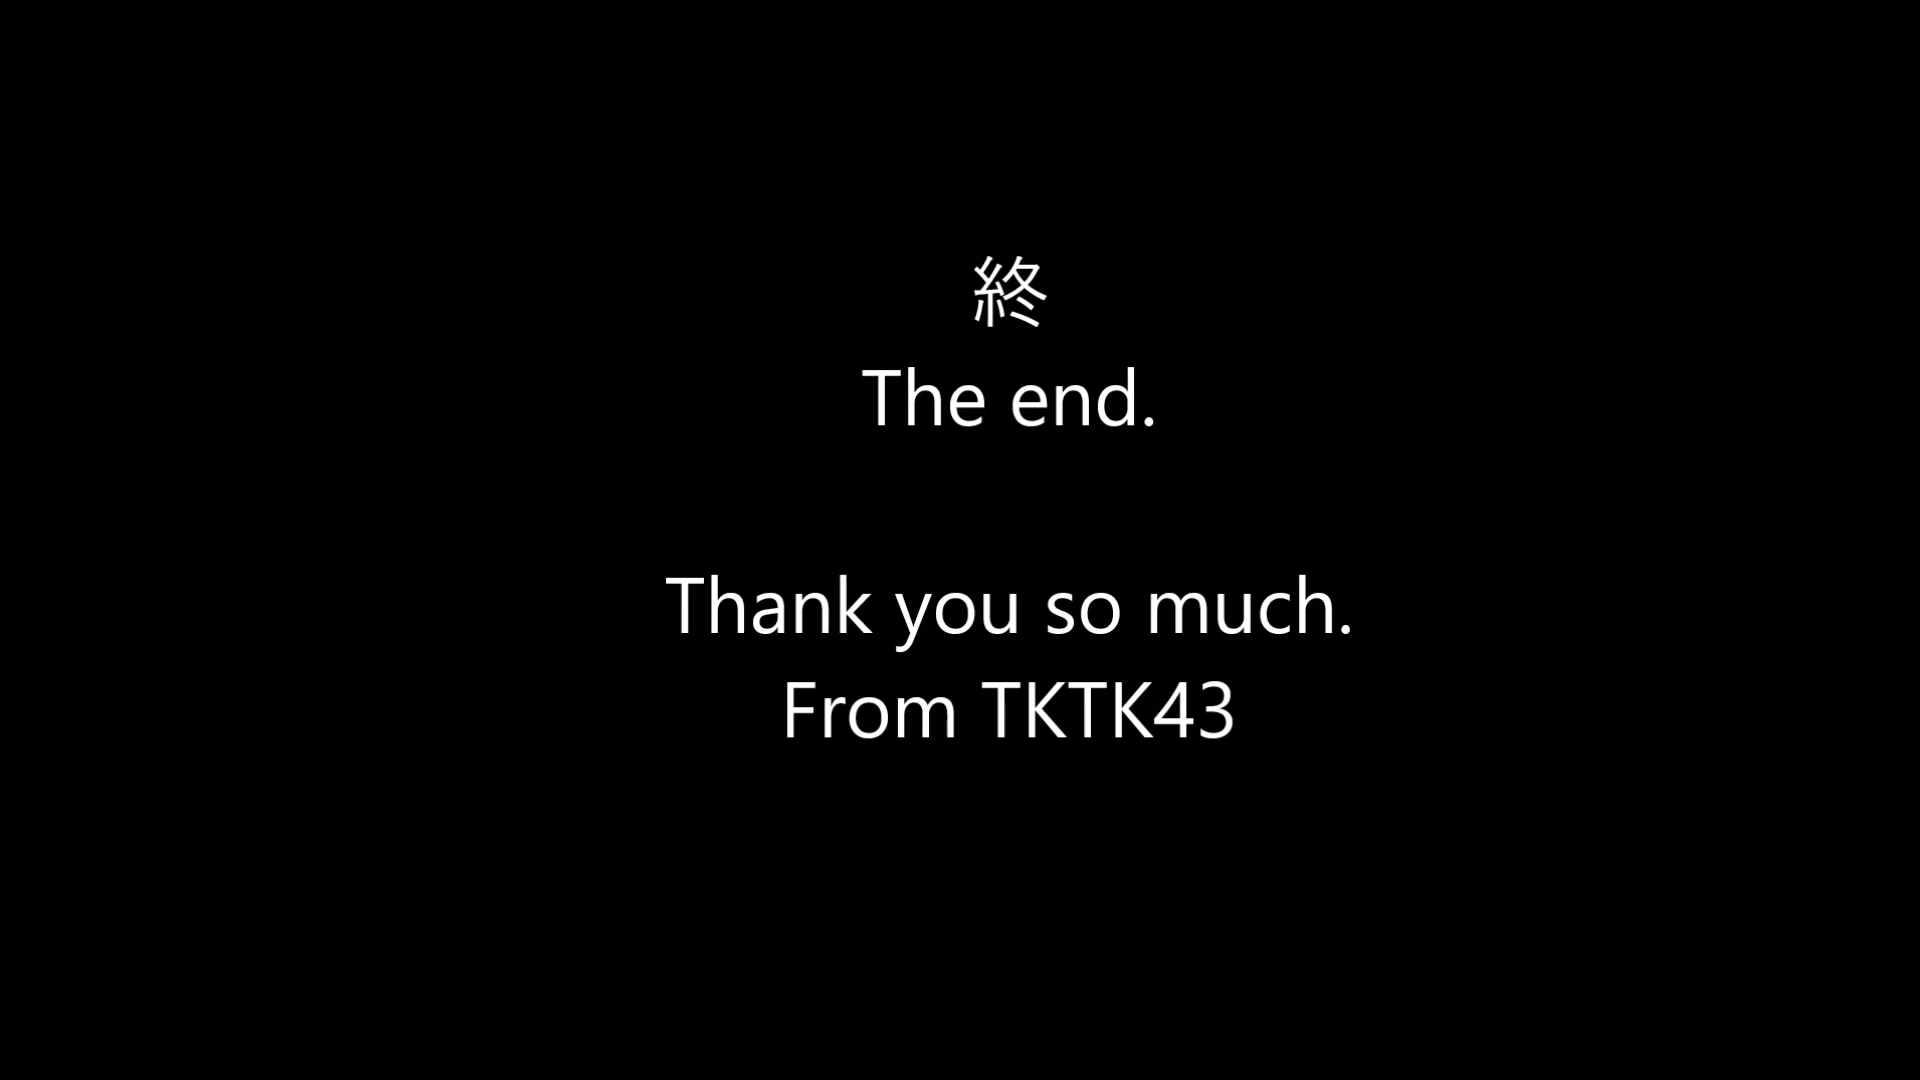 終
The end.
Thank you so much.
From TKTK43